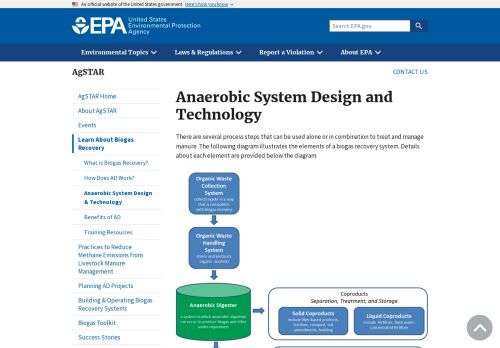 An official website of the United States government Here's how you know
EPA United States
Environmental Protection
Agency
Search EPA.gov
Environmental Topics Laws & Regulations Report a Violation About EPA
AgSTAR
CONTACT US
AgSTAR Home
About AgSTAR
Events
Learn About Biogas
Recovery
What is Biogas Recovery?
How Does AD Work?
Anaerobic System Design
& Technology
Benefits of AD
Training Resources
Practices to Reduce
Methane Emissions from
Livestock Manure
Management
Planning AD Projects
Building & Operating Biogas
Recovery Systems
Biogas Toolkit
Success Stories
Anaerobic System Design and
Technology
There are several process steps that can be used alone or in combination to treat and manage
manure. The following diagram illustrates the elements of a biogas recovery system. Details
about each element are provided below the diagram.
Organic Waste
Collection
System
collects waste in a way
that is compatible
with biogas recovery
Organic Waste
Handling
System
stores and pretreats
organic waste(s)
Anaerobic Digester
a system in which anaerobic digestion
can occur to produce biogas and other
useful coproducts
Coproducts
Separation, Treatment, and Storage
Solid Coproducts
include fiber-based products,
fertilizer, compost, soil
amendments, bedding
Liquid Coproducts
include fertilizer, flush water,
concentrated fertilizer